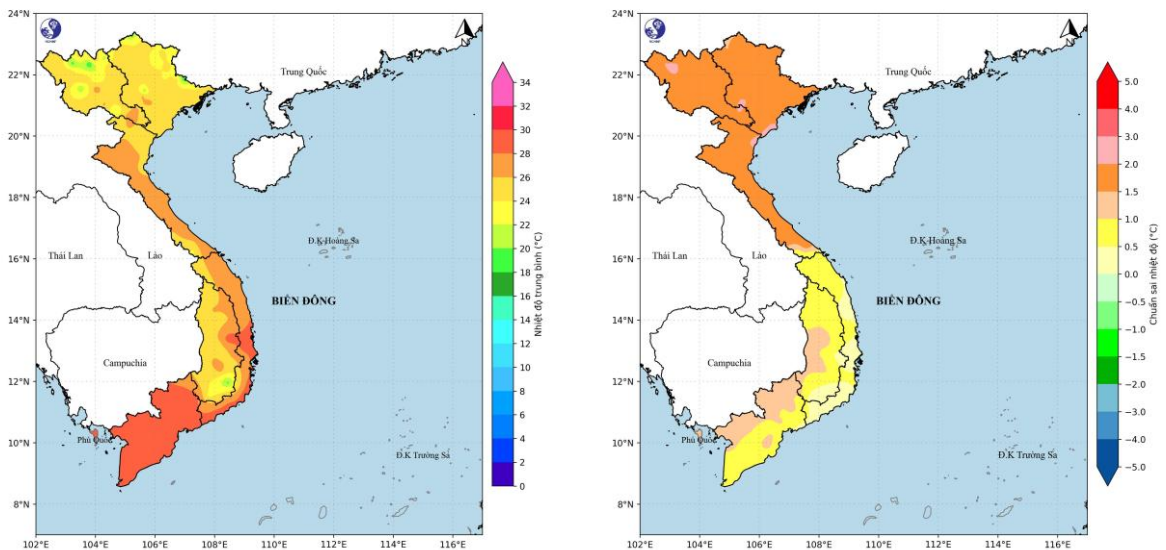 24°N
22°N
20°N
18°N
16°N
14°N
12°N
10°N
8°N
102°E 104°E 106°E 108°E 110°E 112°E 114°E 116°E
Trung Quốc
Đ.K Hoàng Sa
Thái Lan
Lào
BIỂN ĐÔNG
Campuchia
Phú Quốc
Đ.K Trường Sa
34
32
30
28
26
24
22
20
18
16
14
12
10
8
6
4
2
0
Nhiệt độ trung bình (°C)
24°N
22°N
20°N
18°N
16°N
14°N
12°N
10°N
8°N
102°E 104°E 106°E 108°E 110°E 112°E 114°E 116°E
Trung Quốc
Đ.K Hoàng Sa
Thái Lan
Lào
BIỂN ĐÔNG
Campuchia
Phú Quốc
Đ.K Trường Sa
5.0
4.0
3.0
2.0
1.5
1.0
0.5
0.0
−0.5
−1.0
−1.5
−2.0
−3.0
−4.0
−5.0
Chuẩn sai nhiệt độ (°C)